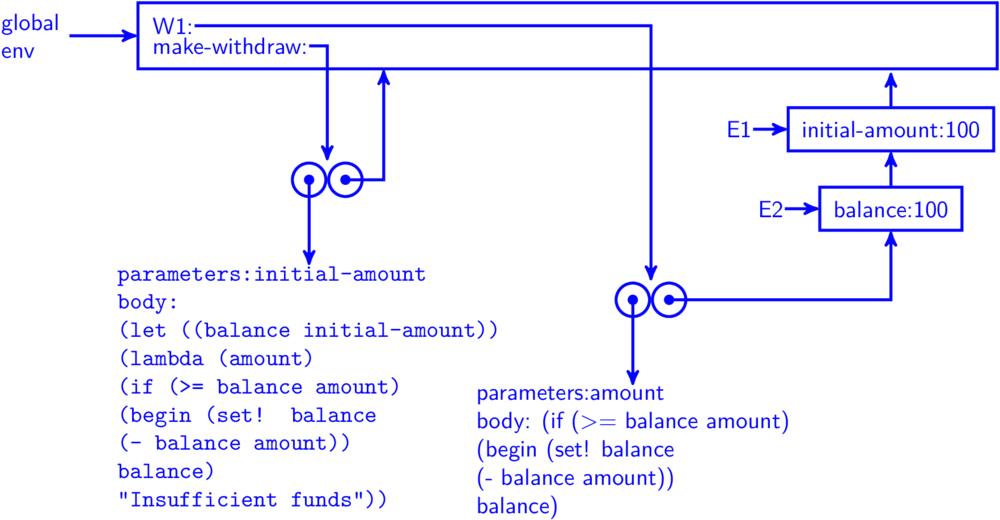 global
env
W1:
make-withdraw:
E1
initial-amount:100
E2
balance:100
parameters:initial-amount
body:
(let ((balance initial-amount))
(lambda (amount)
(if (>= balance amount)
(begin (set! balance
(- balance amount))
balance)
"Insufficient funds"))
parameters:amount
body: (if (>= balance amount)
(begin (set! balance
(- balance amount))
balance)